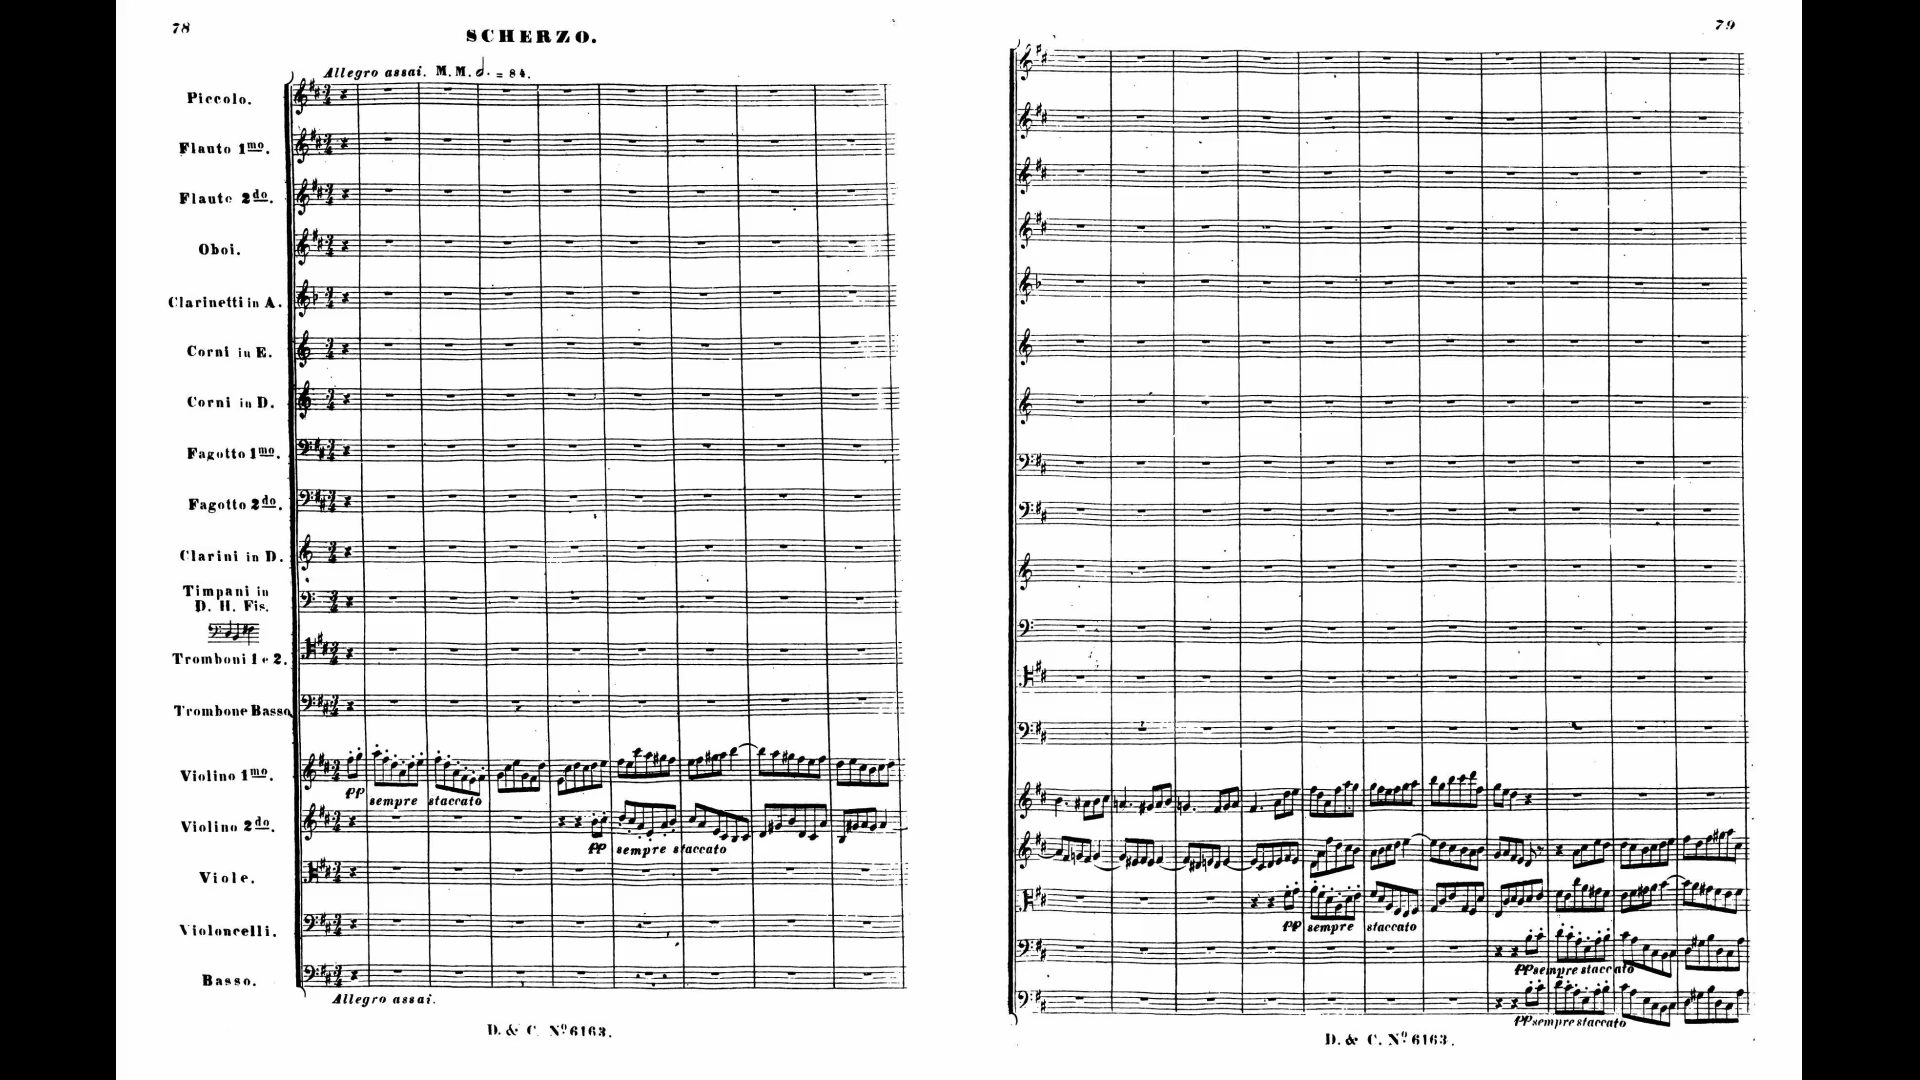 78
SCHERZO.
Allegro assai. M.M. 𝅗𝅥. = 84.
Piccolo.
Flauto 1mo.
Flauto 2do.
Oboi.
Clarinetti in A.
Corni in E.
Corni in D.
Fagotto 1mo.
Fagotto 2do.
Clarini in D.
Timpani in
D. H. Fis.
Tromboni 1 e 2.
Trombone Basso
Violino 1mo.
pp sempre staccato
Violino 2do.
pp sempre staccato
Viole.
Violoncelli.
Basso.
Allegro assai.
D. & C. No 6163.
79
pp sempre staccato
pp sempre staccato
pp sempre staccato
D. & C. No 6163.